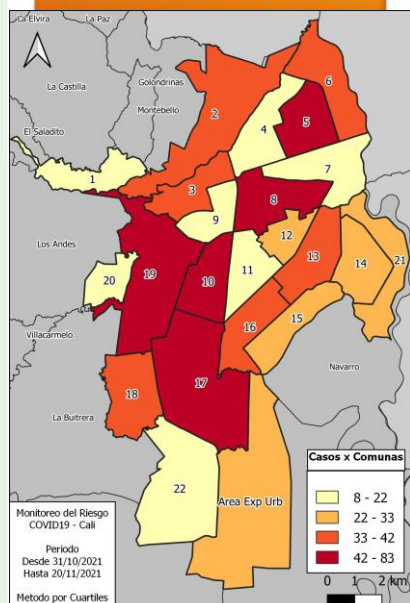 La Elvira
La Paz
La Castilla
Golondrinas
Montebello
El Saladito
Los Andes
Villacarmelo
La Buitrera
Navarro
6
2
4
5
7
1
3
8
9
12
21
13
14
19
10
11
20
16
15
17
18
22
Area Exp Urb
Casos x Comunas
8 - 22
22 - 33
33 - 42
42 - 83
0 1 2 km
Monitoreo del Riesgo
COVID19 - Cali
Periodo
Desde 31/10/2021
Hasta 20/11/2021
Metodo por Cuartiles